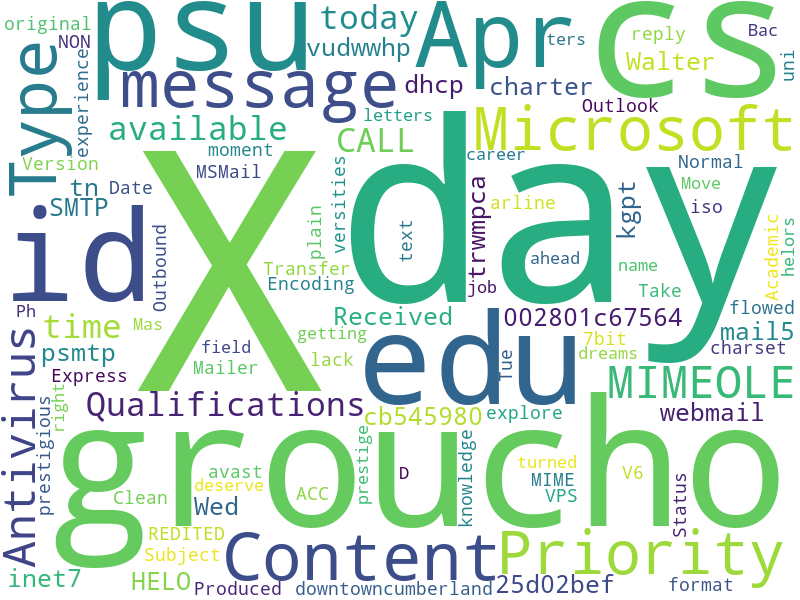 original
psu
today
Apr
ters
cs
reply
Bac
NON
experience
Type
message
vudwwhp
dhcp
charter
Walter
uni
Outlook
available
letters
CALL
Microsoft
Version
tn
Date
moment
MSMail
career
Normal
SMTP
id
Outbound
X
plain
versities
day
text
trwmpca
arline
kgpt
Move
iso
Academic
helors
Transfer
Encoding
ahead
job
name
Take
flowed
Ph
Mas
time
Received
getting
edu
002801c67564
mail5
psmtp
field
Mailer
lack
Tue
7bit
dreams
charset
Express
Antivirus
prestigious
right
Qualifications
cb545980
explore
MIMEOLE
webmail
groucho
Clean
avast
deserve
ACC
prestige
D
knowledge
turned
MIME
VPS
V6
Status
Wed
REDITED
Subject
Content
Priority
inet7
HELO
Produced
downtowncumberland
25d02bef
format